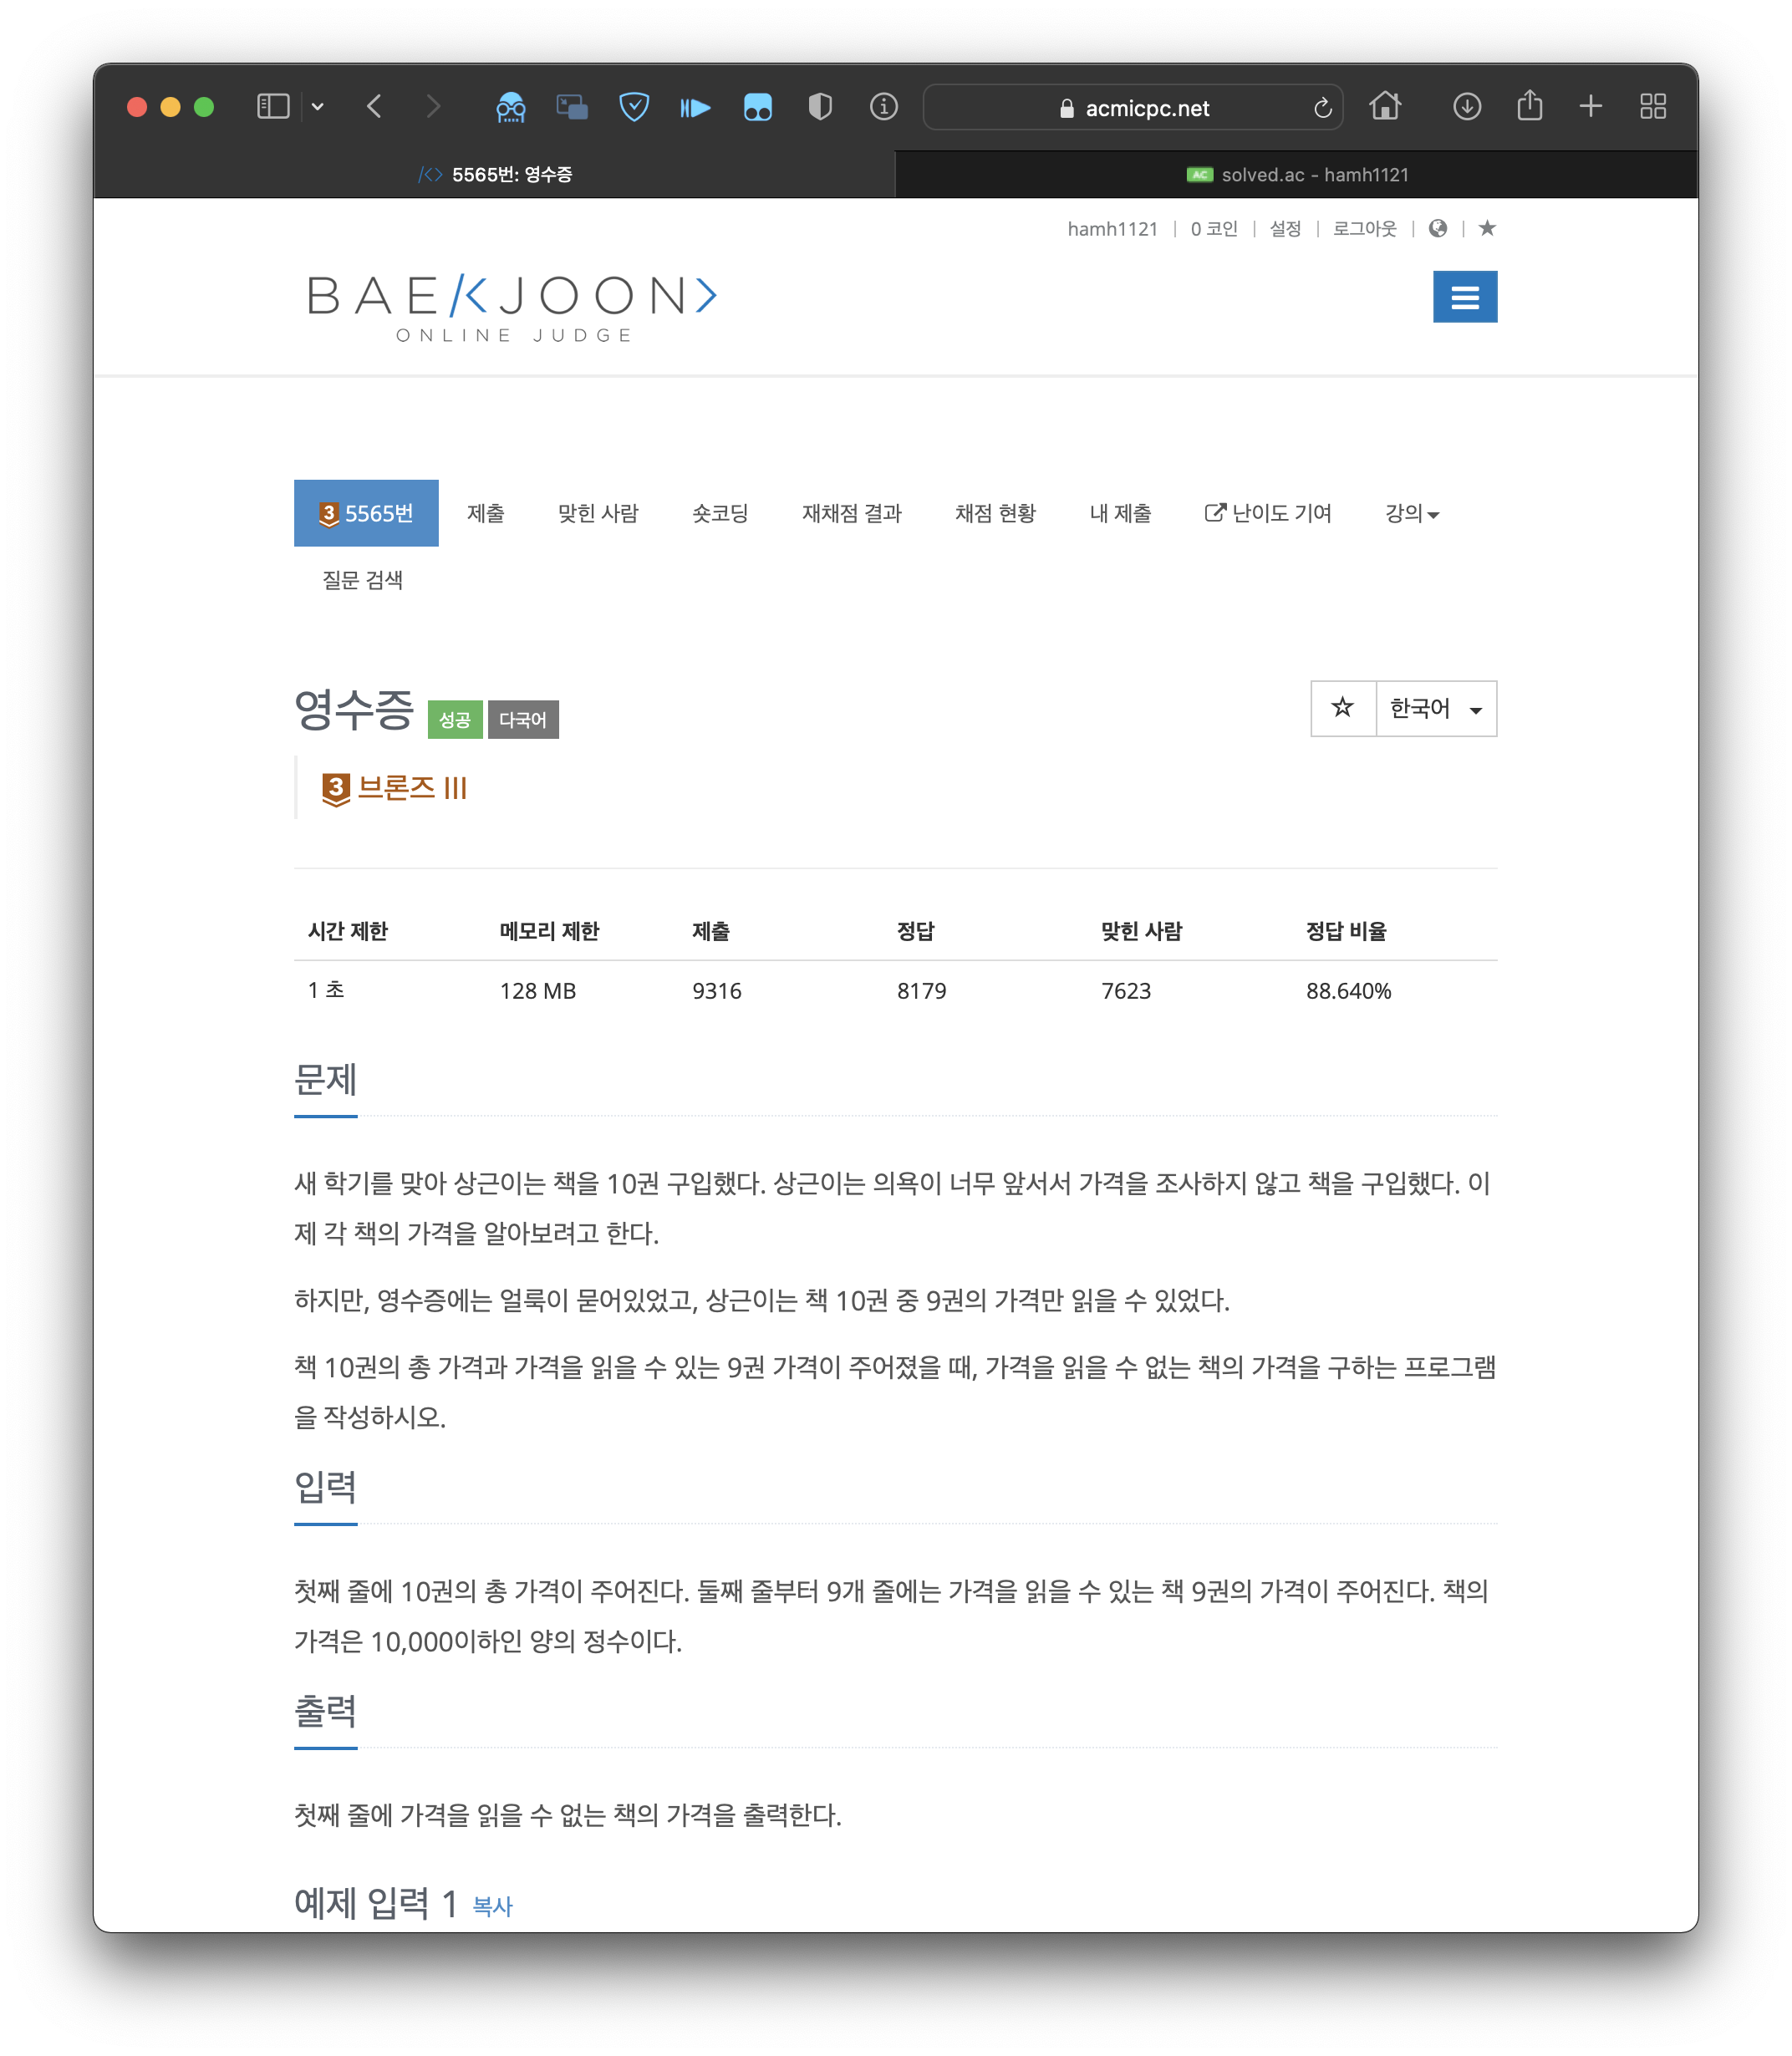 acmicpc.net
5565번: 영수증
AC solved.ac - hamh1121
hamh1121 | 0 코인 | 설정 | 로그아웃 | | ★
BAE/<JOON>
ONLINE JUDGE
3 5565번 제출 맞힌 사람 숏코딩 재채점 결과 채점 현황 내 제출 난이도 기여 강의
질문 검색
영수증 성공 다국어 ☆ 한국어
3 브론즈 III
시간 제한 메모리 제한 제출 정답 맞힌 사람 정답 비율
1 초 128 MB 9316 8179 7623 88.640%
문제
새 학기를 맞아 상근이는 책을 10권 구입했다. 상근이는 의욕이 너무 앞서서 가격을 조사하지 않고 책을 구입했다. 이
제 각 책의 가격을 알아보려고 한다.
하지만, 영수증에는 얼룩이 묻어있었고, 상근이는 책 10권 중 9권의 가격만 읽을 수 있었다.
책 10권의 총 가격과 가격을 읽을 수 있는 9권 가격이 주어졌을 때, 가격을 읽을 수 없는 책의 가격을 구하는 프로그램
을 작성하시오.
입력
첫째 줄에 10권의 총 가격이 주어진다. 둘째 줄부터 9개 줄에는 가격을 읽을 수 있는 책 9권의 가격이 주어진다. 책의
가격은 10,000이하인 양의 정수이다.
출력
첫째 줄에 가격을 읽을 수 없는 책의 가격을 출력한다.
예제 입력 1 복사